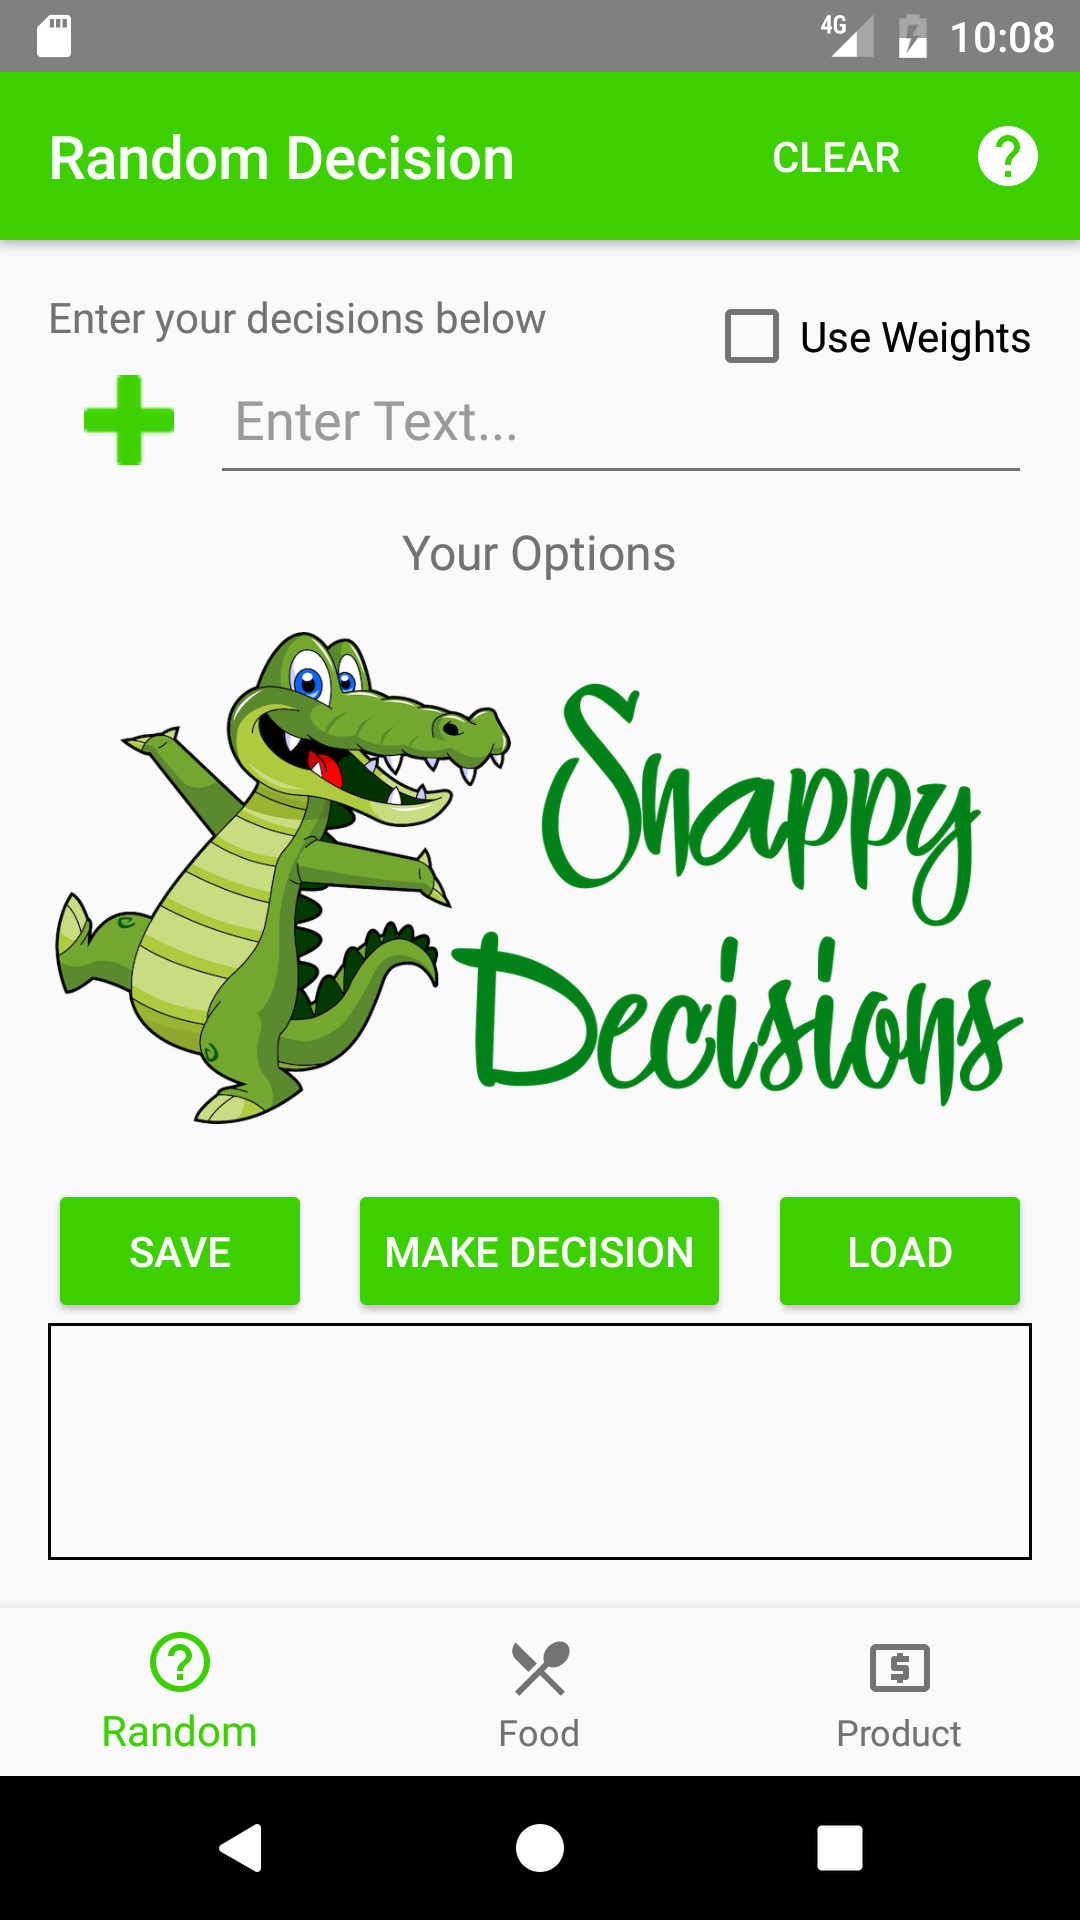 4G 10:08
Random Decision CLEAR ?
Enter your decisions below
Use Weights
Enter Text...
Your Options
Snappy
Decisions
SAVE MAKE DECISION LOAD
Random Food Product